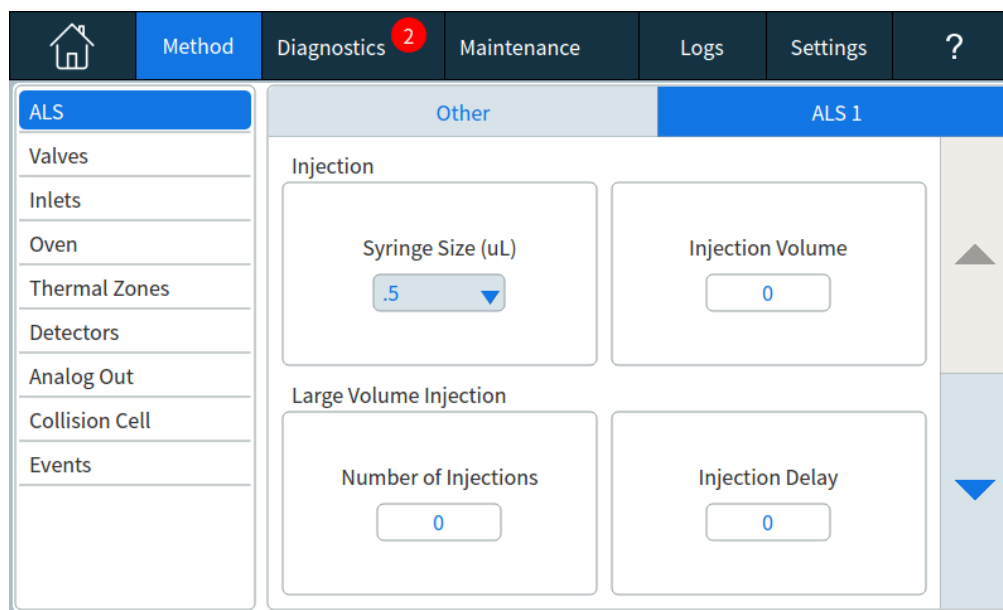 Method
Diagnostics
2
Maintenance
Logs
Settings
?
ALS
Valves
Inlets
Oven
Thermal Zones
Detectors
Analog Out
Collision Cell
Events
Other
ALS 1
Injection
Syringe Size (uL)
.5
Injection Volume
0
Large Volume Injection
Number of Injections
0
Injection Delay
0